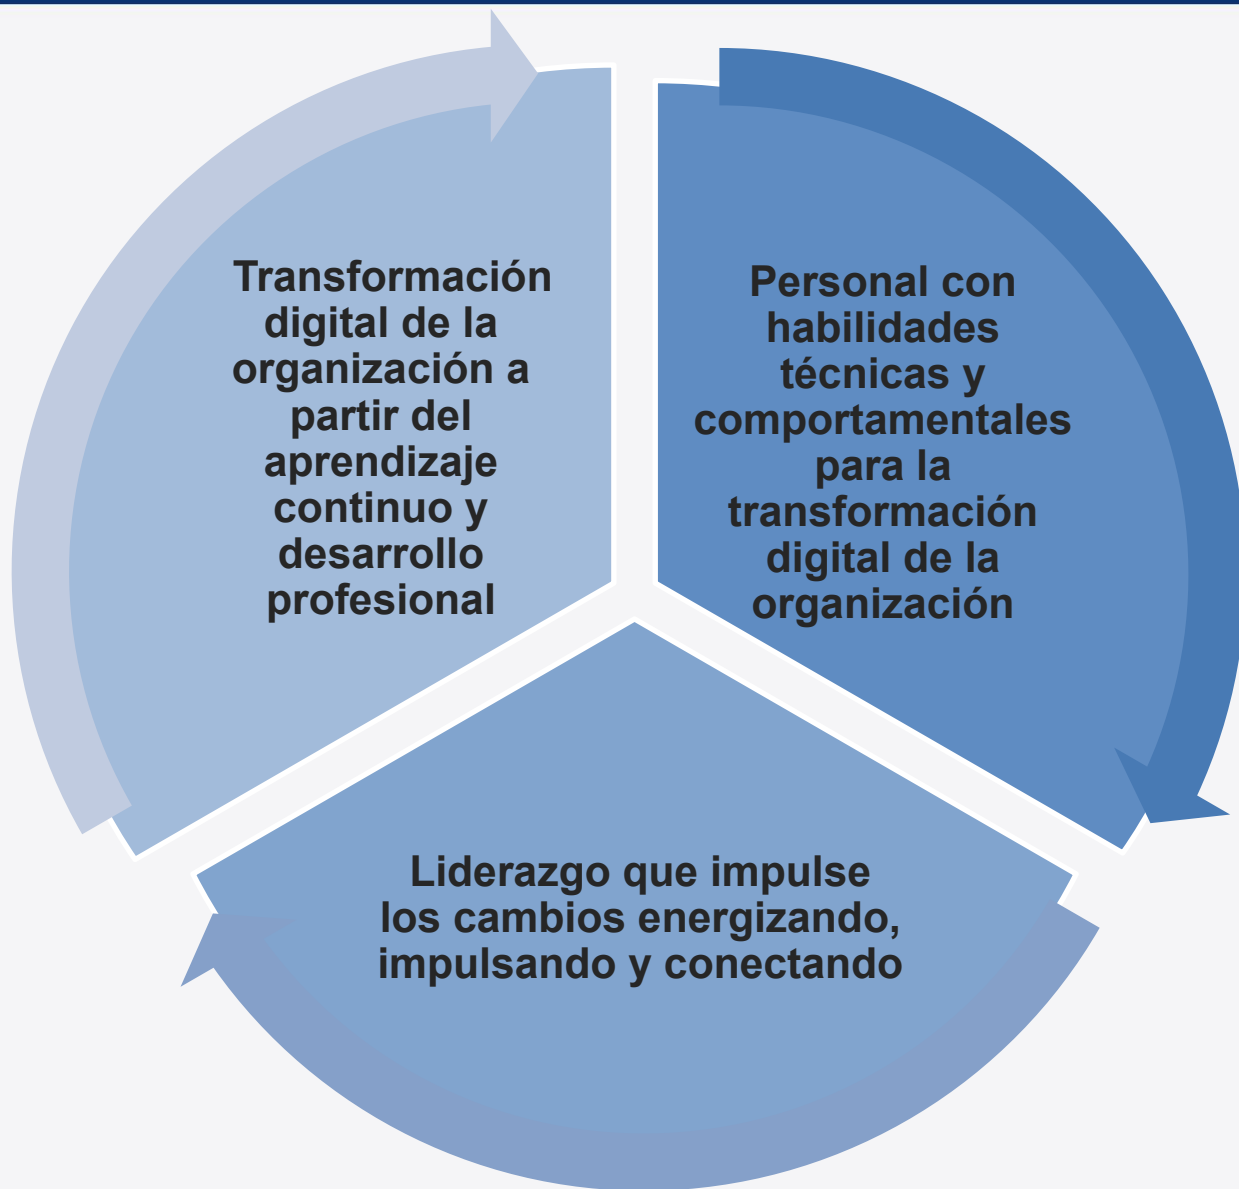 Transformación
digital de la
organización a
partir del
aprendizaje
continuo y
desarrollo
profesional
Personal con
habilidades
técnicas y
comportamentales
para la
transformación
digital de la
organización
Liderazgo que impulse
los cambios energizando,
impulsando y conectando